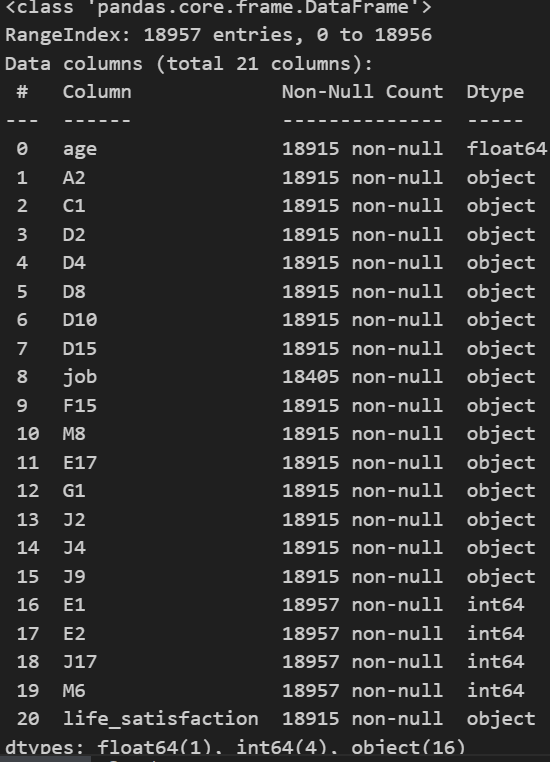 <class 'pandas.core.frame.DataFrame'>
RangeIndex: 18957 entries, 0 to 18956
Data columns (total 21 columns):
 #   Column             Non-Null Count  Dtype
---  ------             --------------  -----
 0   age                18915 non-null  float64
 1   A2                 18915 non-null  object
 2   C1                 18915 non-null  object
 3   D2                 18915 non-null  object
 4   D4                 18915 non-null  object
 5   D8                 18915 non-null  object
 6   D10                18915 non-null  object
 7   D15                18915 non-null  object
 8   job                18405 non-null  object
 9   F15                18915 non-null  object
 10  M8                 18915 non-null  object
 11  E17                18915 non-null  object
 12  G1                 18915 non-null  object
 13  J2                 18915 non-null  object
 14  J4                 18915 non-null  object
 15  J9                 18915 non-null  object
 16  E1                 18957 non-null  int64
 17  E2                 18957 non-null  int64
 18  J17                18957 non-null  int64
 19  M6                 18957 non-null  int64
 20  life_satisfaction  18915 non-null  object
dtypes: float64(1), int64(4), object(16)